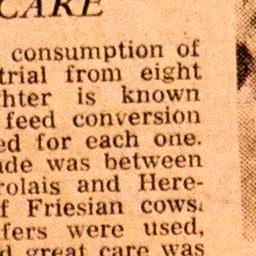 CARE
consumption of
trial from eight
ghter is known
feed conversion
ed for each one.
ade was between
rolais and Here-
f Friesian cows.
fers were used,
d great care was